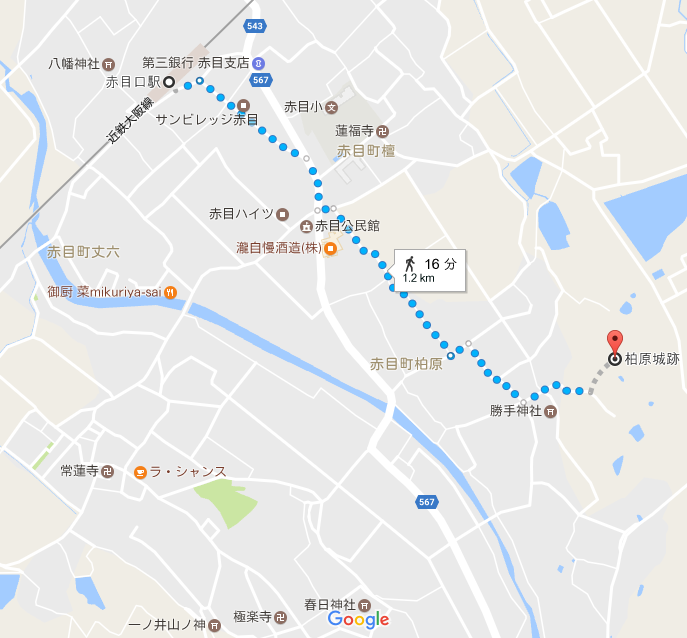 543
八幡神社
第三銀行 赤目支店
567
赤目口駅
近鉄大阪線
サンビレッジ赤目
赤目小
蓮福寺
赤目町檀
赤目ハイツ
赤目公民館
瀧自慢酒造(株)
赤目町丈六
16 分
1.2 km
御厨 菜mikuriya-sai
柏原城跡
赤目町柏原
勝手神社
常蓮寺
ラ・シャンス
567
春日神社
極楽寺
一ノ井山ノ神
Google